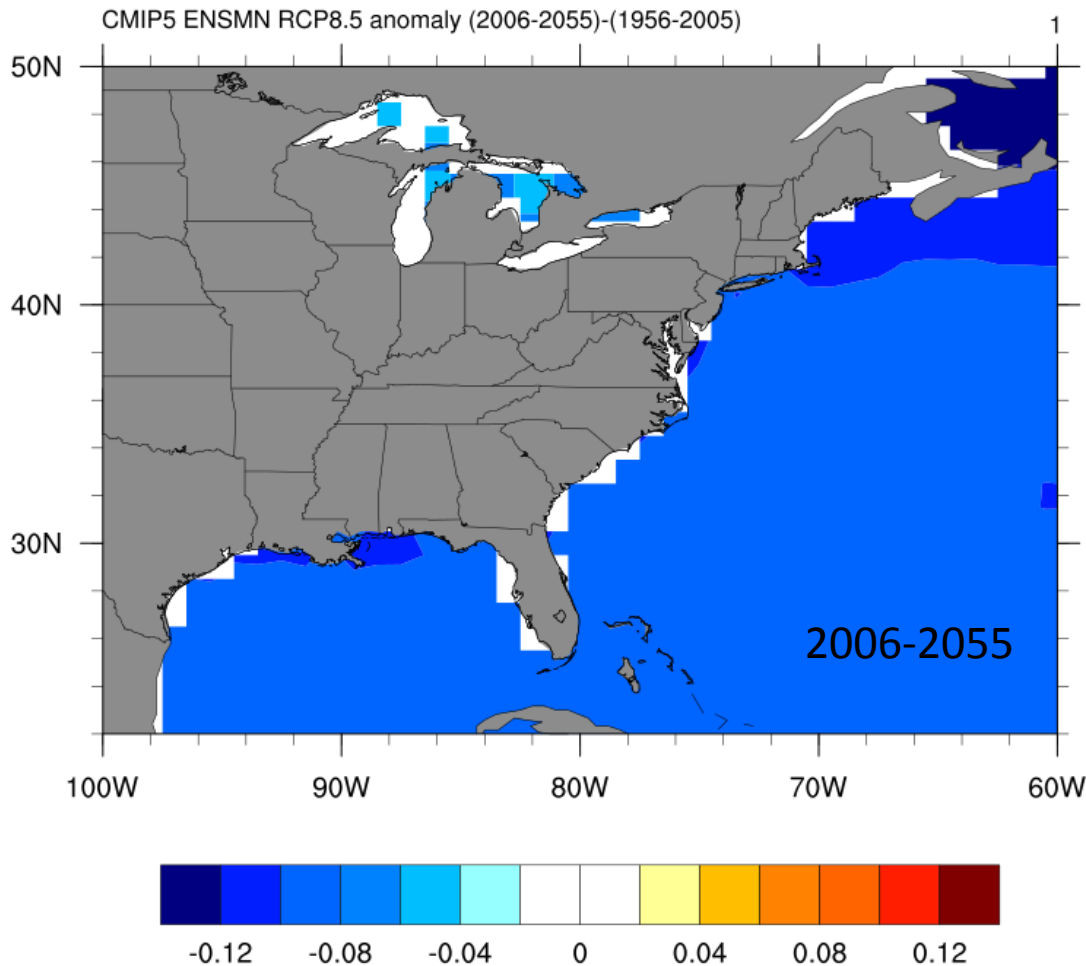 CMIP5 ENSMN RCP8.5 anomaly (2006-2055)-(1956-2005) 1
50N
40N
30N
2006-2055
100W 90W 80W 70W 60W
-0.12 -0.08 -0.04 0 0.04 0.08 0.12